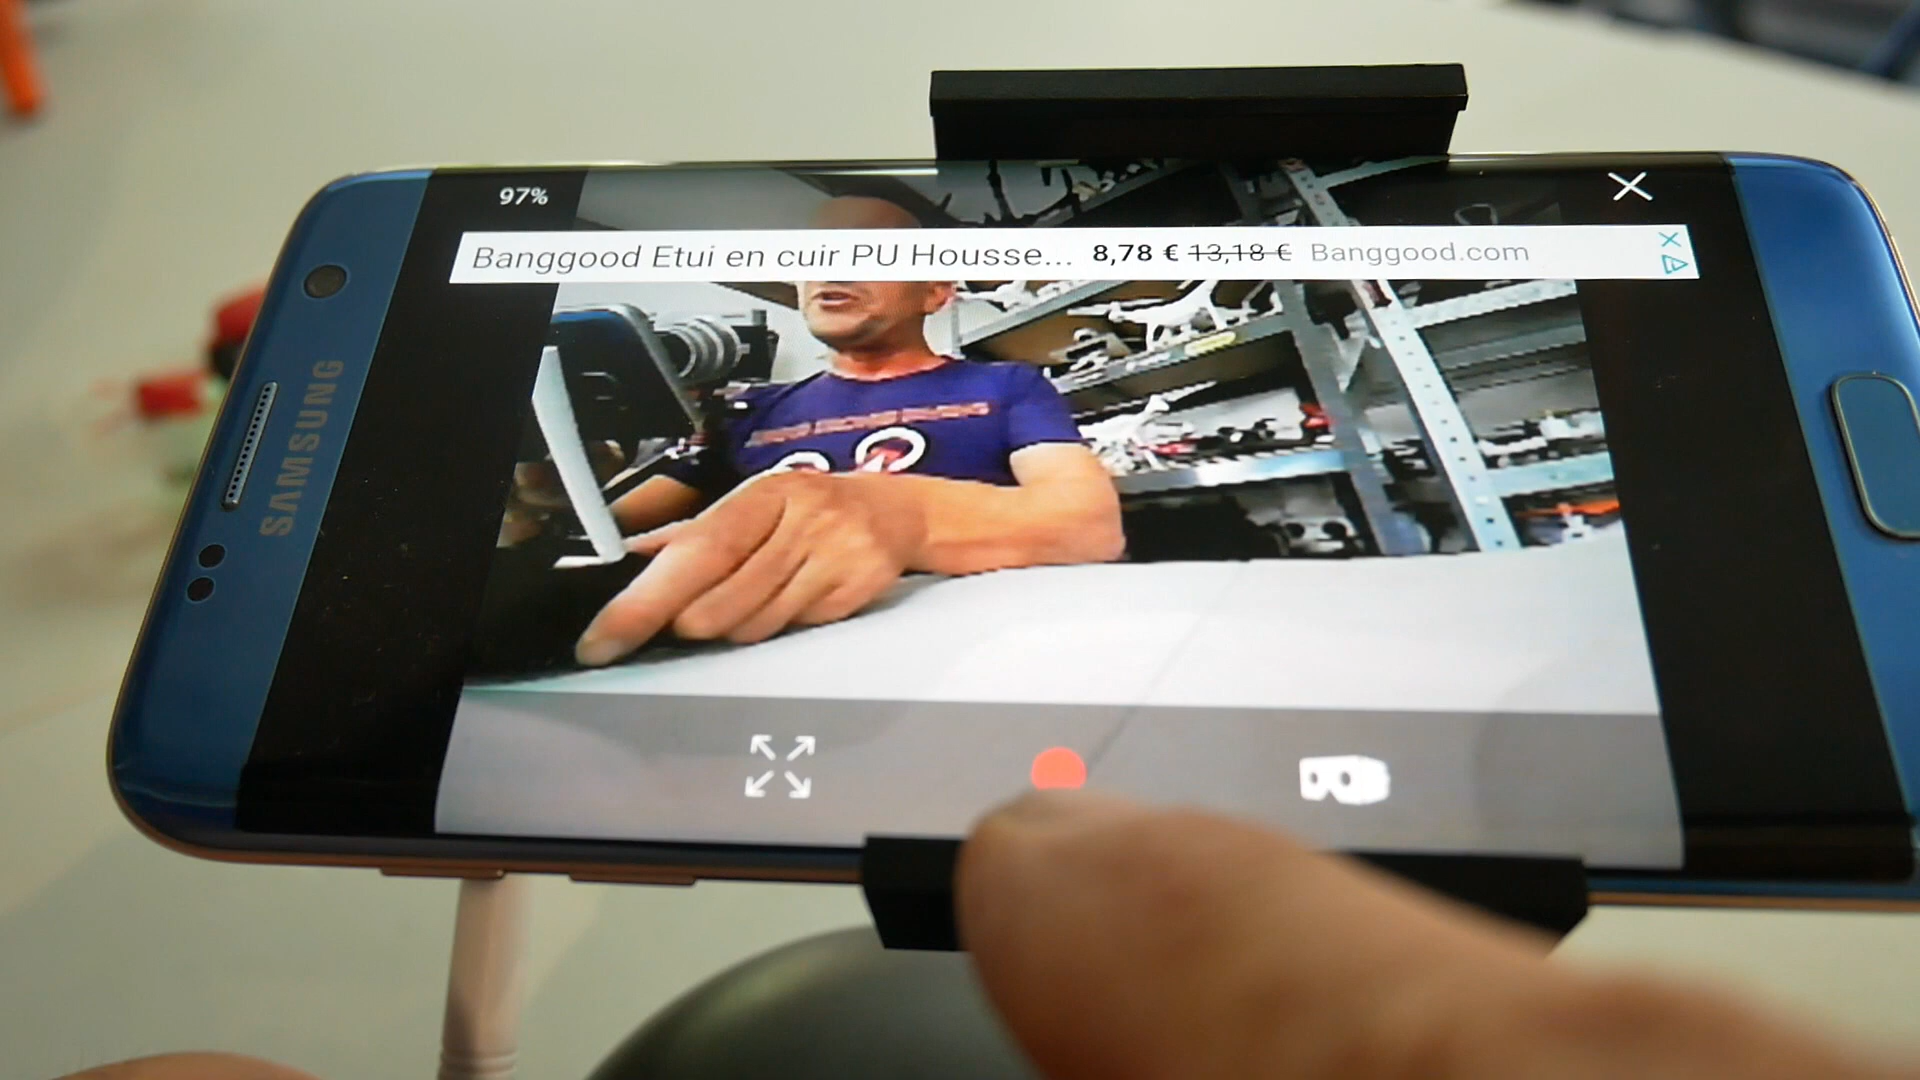 97%
Banggood Etui en cuir PU Housse... 8,78 € 13,18 € Banggood.com
SAMSUNG